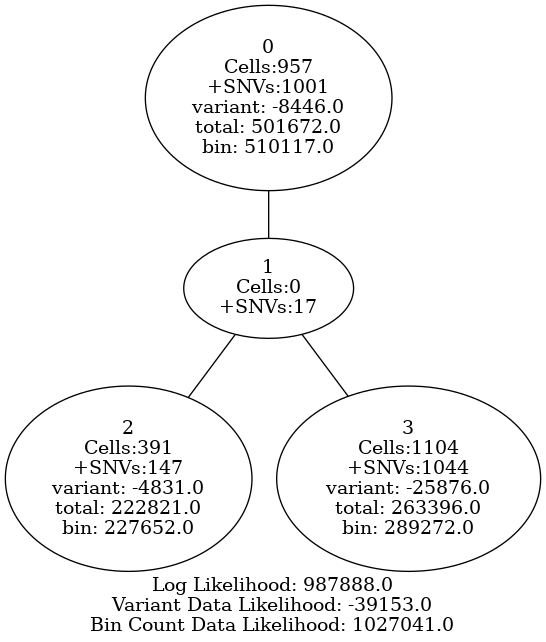 0
Cells:957
+SNVs:1001
variant: -8446.0
total: 501672.0
bin: 510117.0
1
Cells:0
+SNVs:17
2
Cells:391
+SNVs:147
variant: -4831.0
total: 222821.0
bin: 227652.0
3
Cells:1104
+SNVs:1044
variant: -25876.0
total: 263396.0
bin: 289272.0
Log Likelihood: 987888.0
Variant Data Likelihood: -39153.0
Bin Count Data Likelihood: 1027041.0